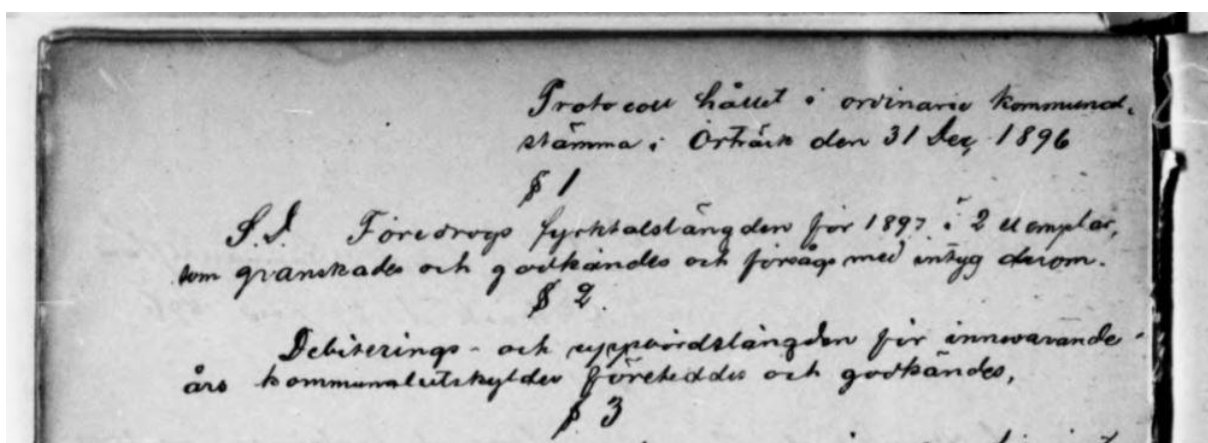 Protocoll hållet i ordinarie kommunal-
stämma i Örträsk den 31 Dec, 1896
§ 1
S. D. Föredrogs fyrktalslängden för 1897 i 2 exemplar,
som granskades och godkändes och försågs med intyg derom.
§ 2.
Debiterings- och uppbördslängden för innevarande
års kommunalutskylder företeddes och godkändes,
§ 3